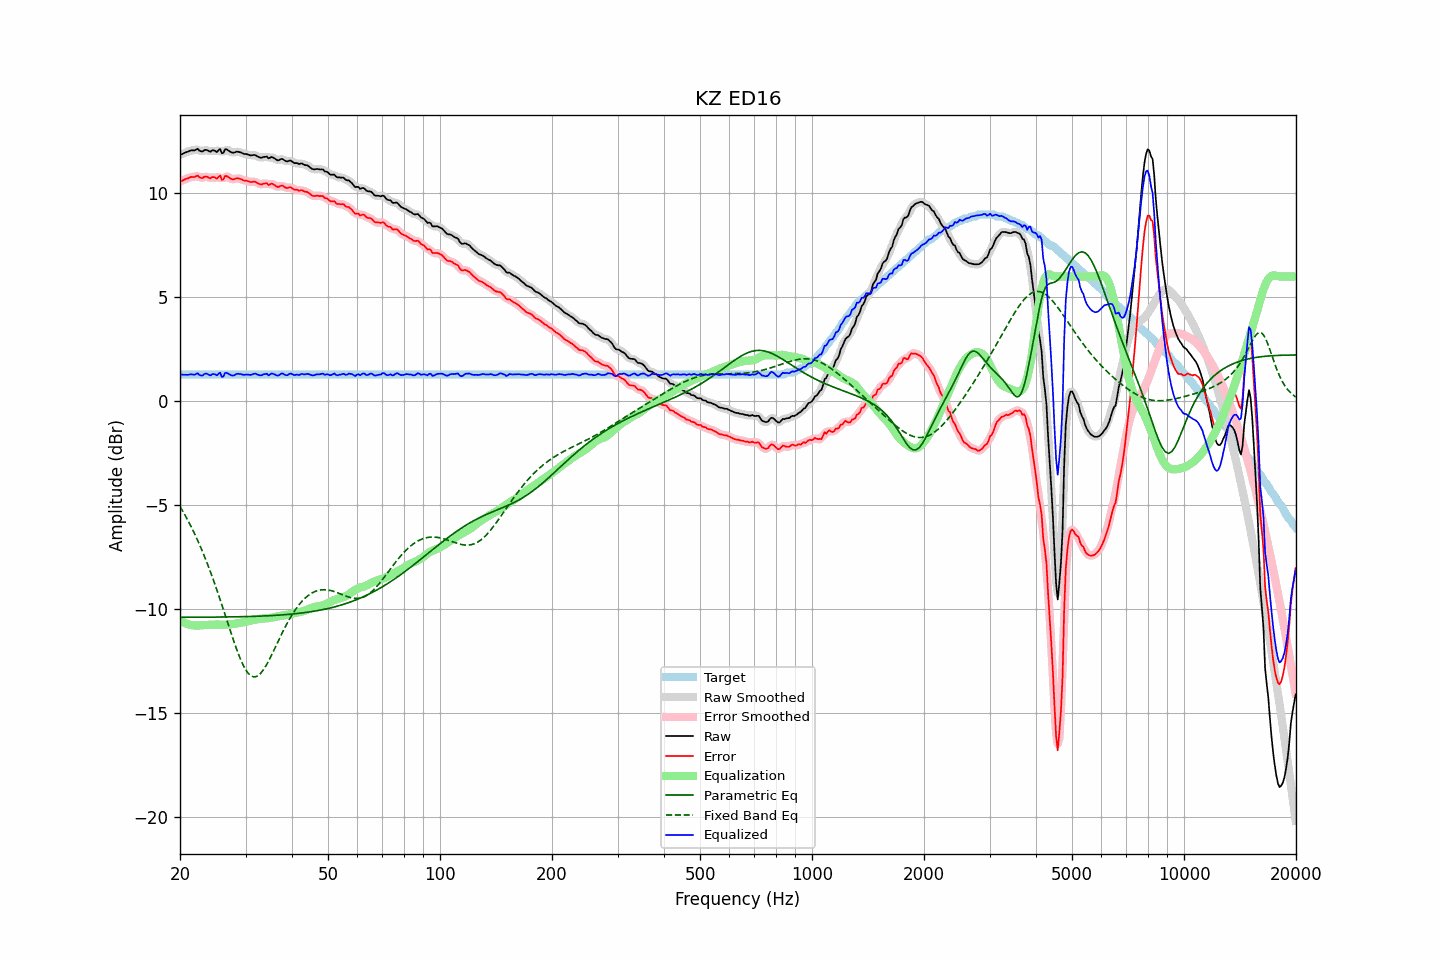 KZ ED16
Amplitude (dBr)
10
5
0
−5
−10
−15
−20
Target
Raw Smoothed
Error Smoothed
Raw
Error
Equalization
Parametric Eq
Fixed Band Eq
Equalized
20 50 100 200 500 1000 2000 5000 10000 20000
Frequency (Hz)